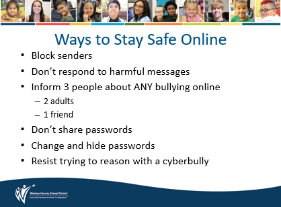 Ways to Stay Safe Online
• Block senders
• Don't respond to harmful messages
• Inform 3 people about ANY bullying online
– 2 adults
– 1 friend
• Don't share passwords
• Change and hide passwords
• Resist trying to reason with a cyberbully